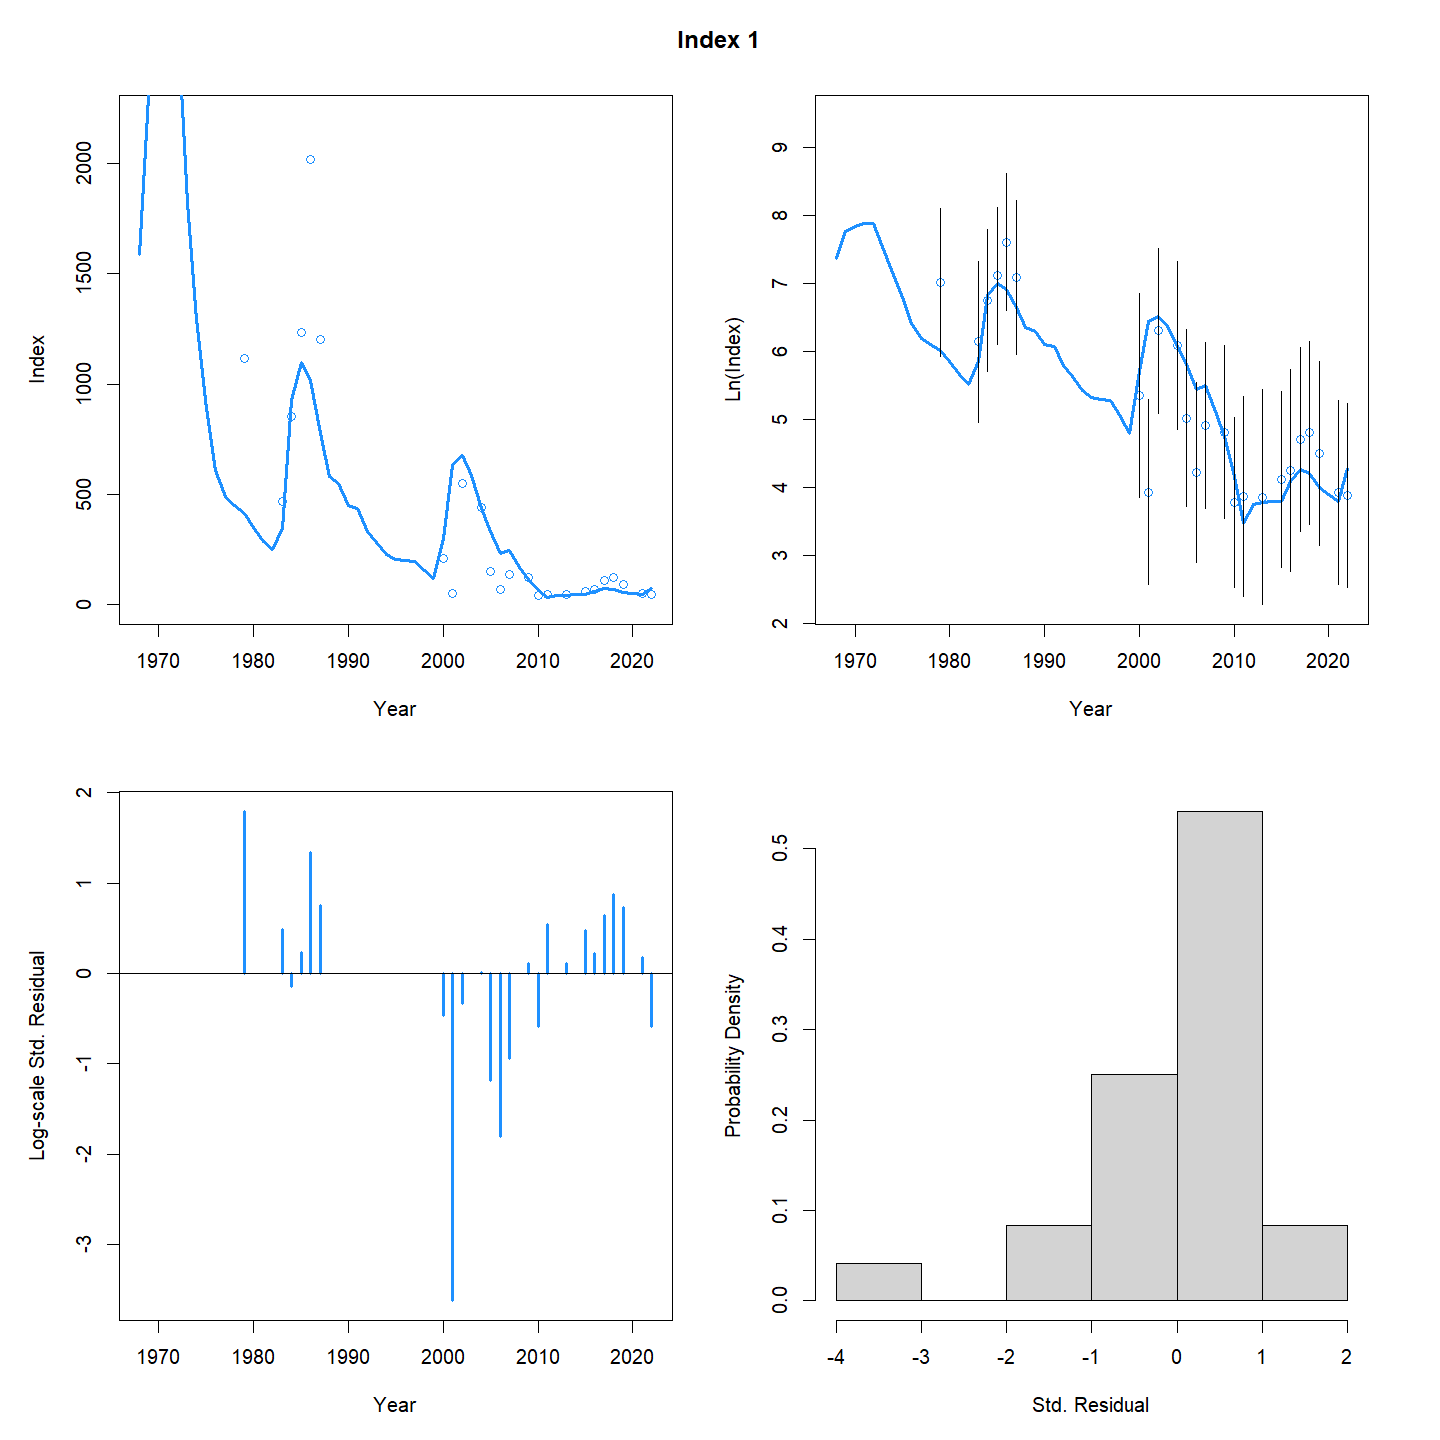 Index 1
Index
2000
1500
1000
500
0
1970 1980 1990 2000 2010 2020
Year
Ln(Index)
9
8
7
6
5
4
3
2
1970 1980 1990 2000 2010 2020
Year
Log-scale Std. Residual
2
1
0
-1
-2
-3
1970 1980 1990 2000 2010 2020
Year
Probability Density
0.5
0.4
0.3
0.2
0.1
0.0
-4 -3 -2 -1 0 1 2
Std. Residual